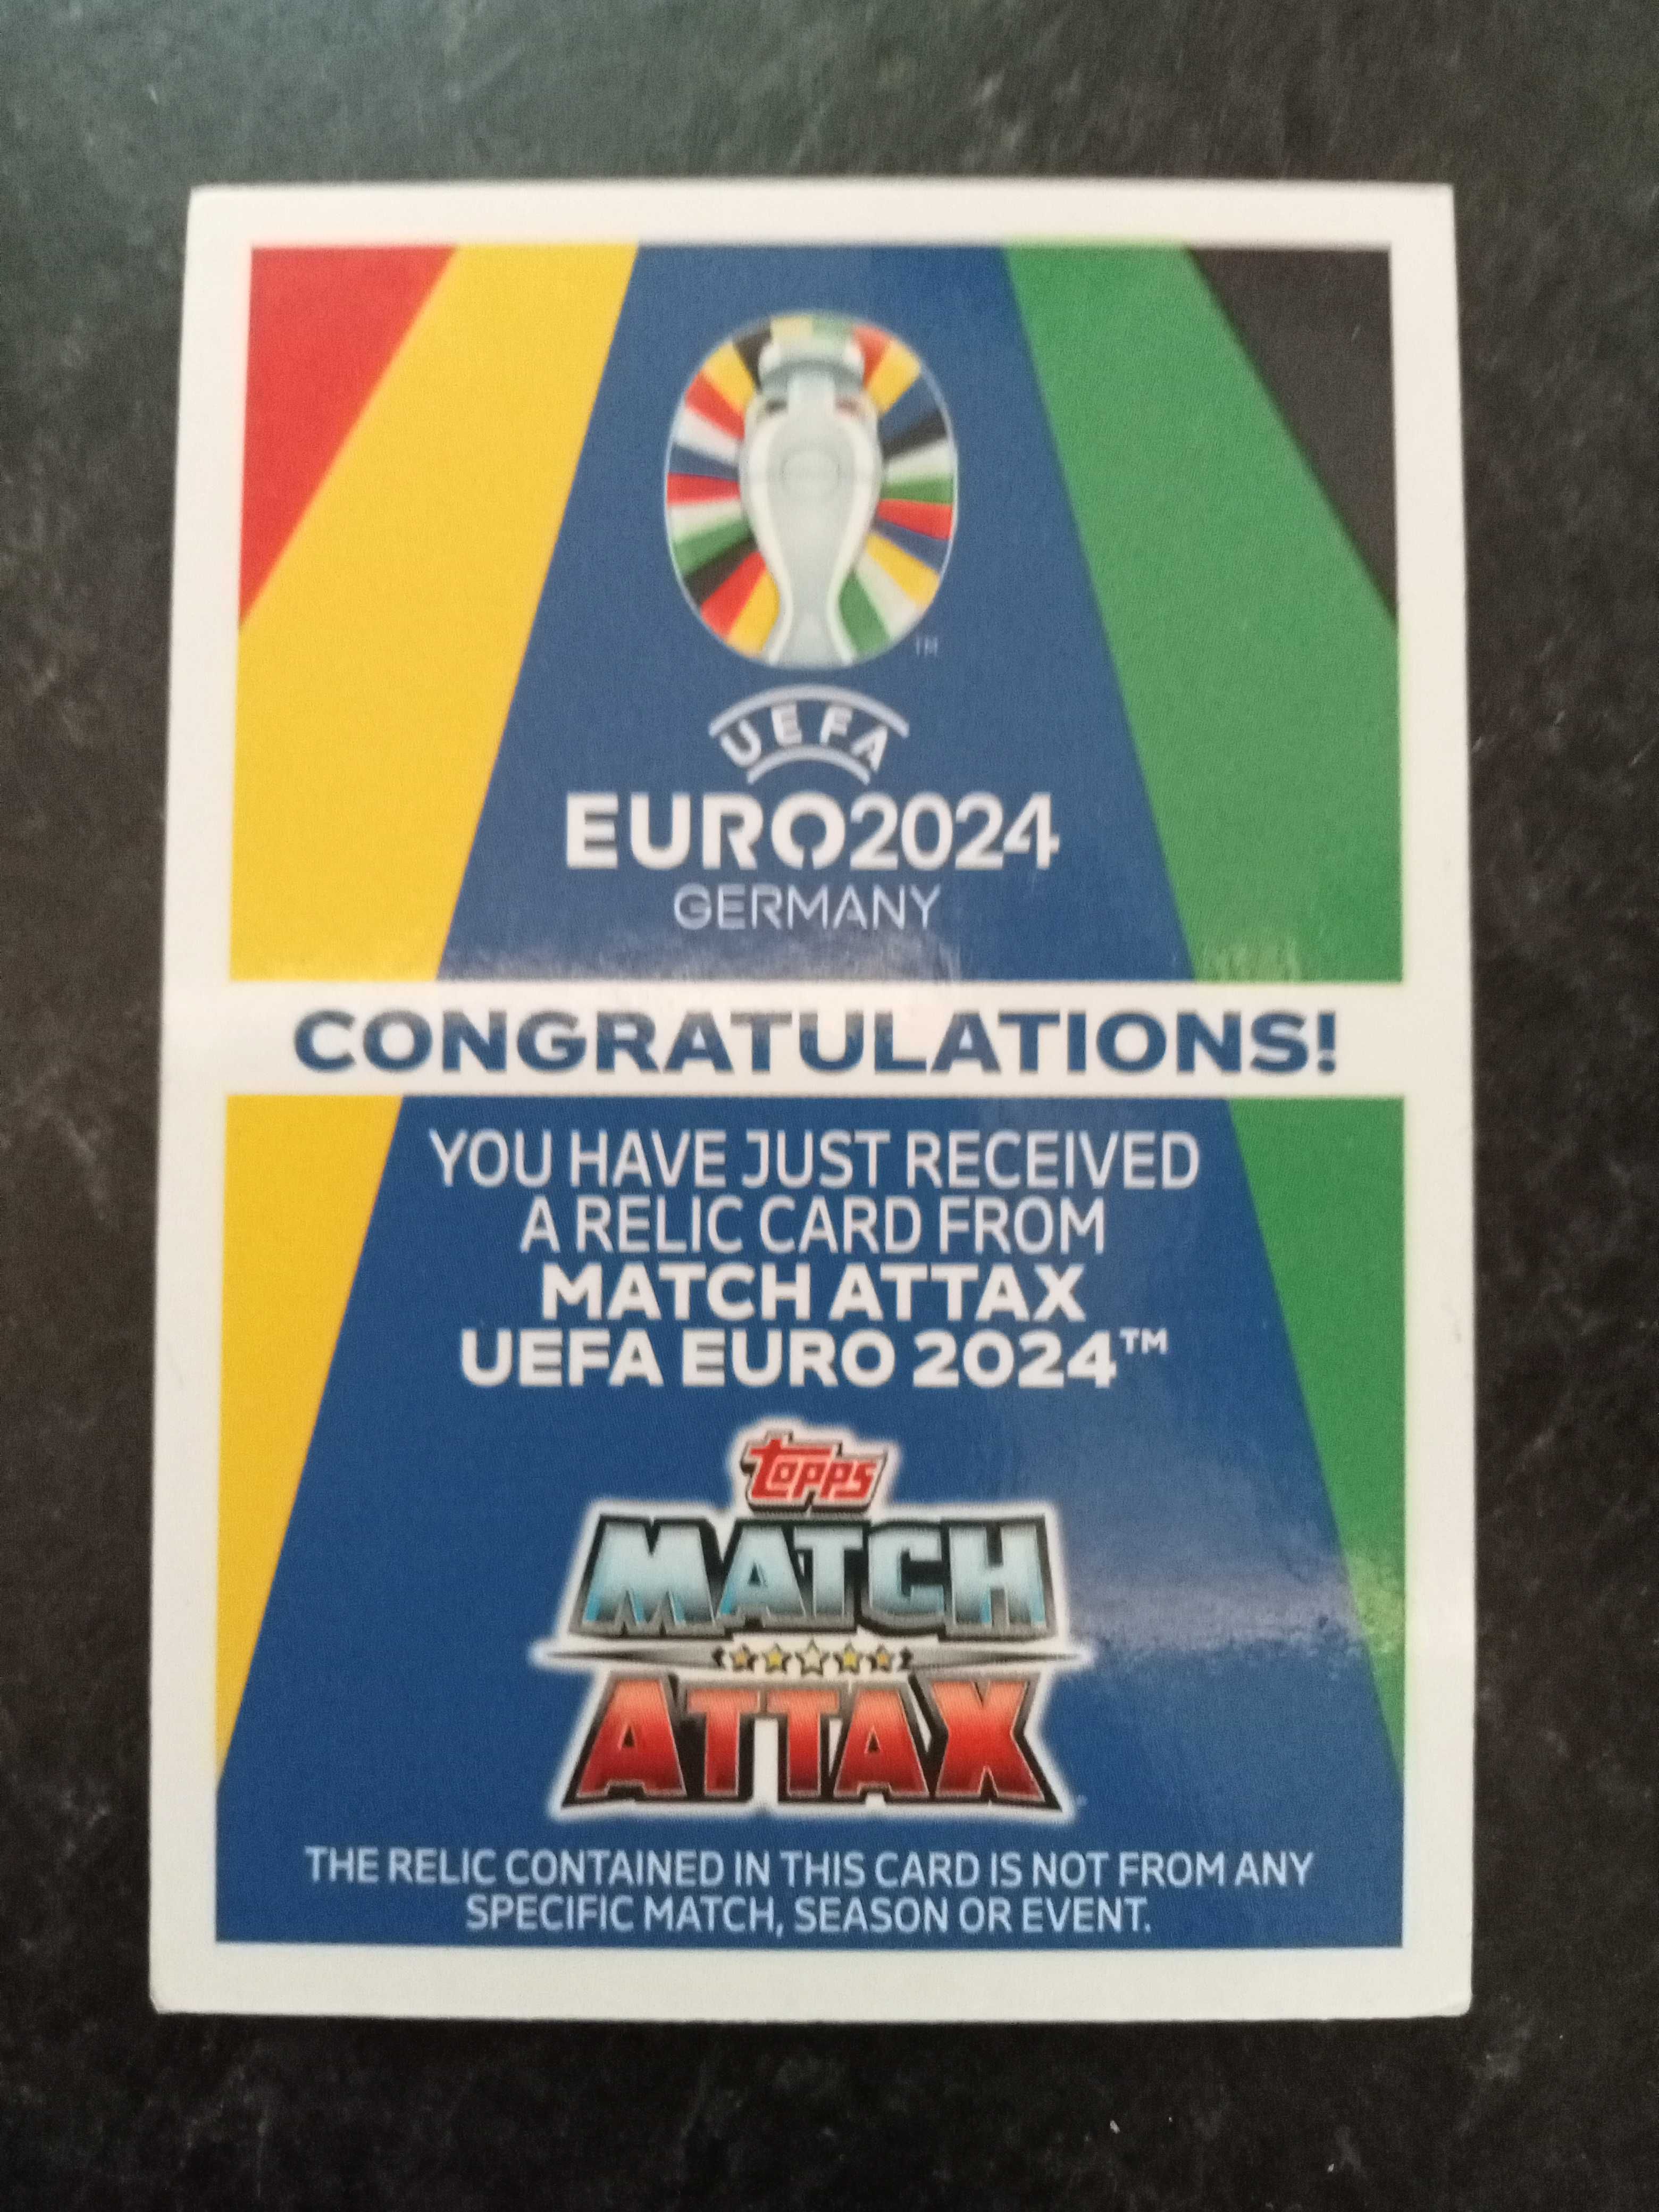 TM
UEFA
EURO2024
GERMANY
CONGRATULATIONS!
YOU HAVE JUST RECEIVED
A RELIC CARD FROM
MATCH ATTAX
UEFA EURO 2024™
topps
MATCH
ATTAX
THE RELIC CONTAINED IN THIS CARD IS NOT FROM ANY
SPECIFIC MATCH, SEASON OR EVENT.